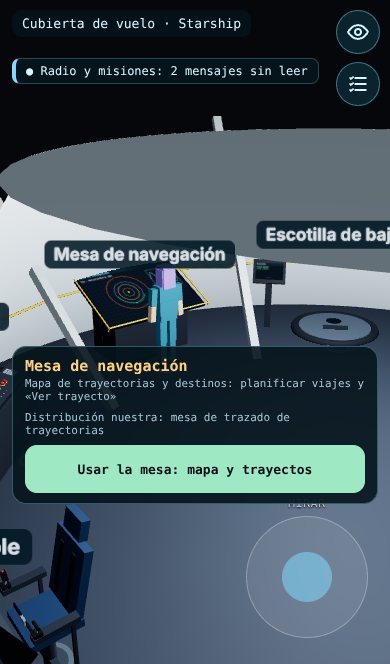 Cubierta de vuelo · Starship
● Radio y misiones: 2 mensajes sin leer
Escotilla de baj
Mesa de navegación
Mesa de navegación
Mapa de trayectorias y destinos: planificar viajes y
«Ver trayecto»
Distribución nuestra: mesa de trazado de
trayectorias
Usar la mesa: mapa y trayectos
MIRAR
ple